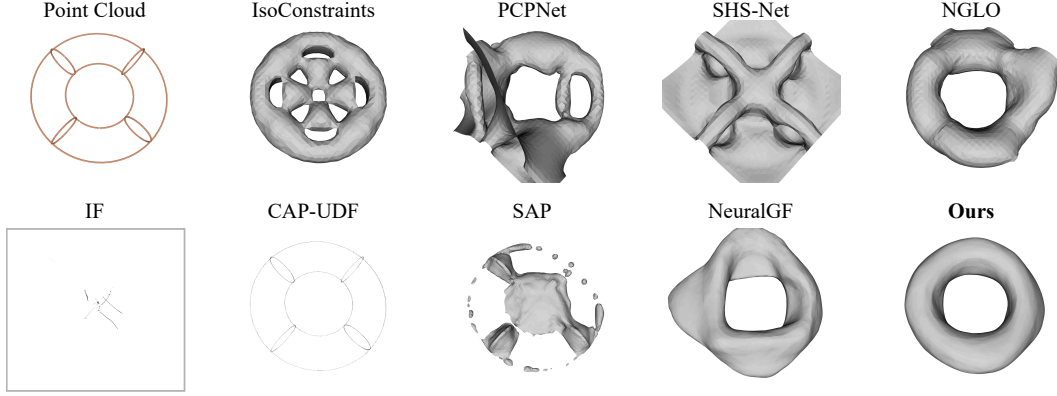 Point Cloud IsoConstraints PCPNet SHS-Net NGLO
IF CAP-UDF SAP NeuralGF Ours